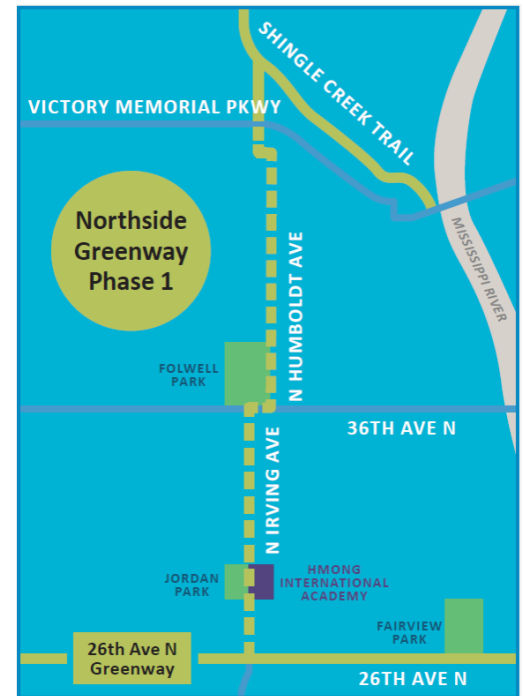 SHINGLE CREEK TRAIL
VICTORY MEMORIAL PKWY
Northside
Greenway
Phase 1
MISSISSIPPI RIVER
N HUMBOLDT AVE
FOLWELL
PARK
36TH AVE N
N IRVING AVE
JORDAN
PARK
HMONG
INTERNATIONAL
ACADEMY
FAIRVIEW
PARK
26th Ave N
Greenway
26TH AVE N